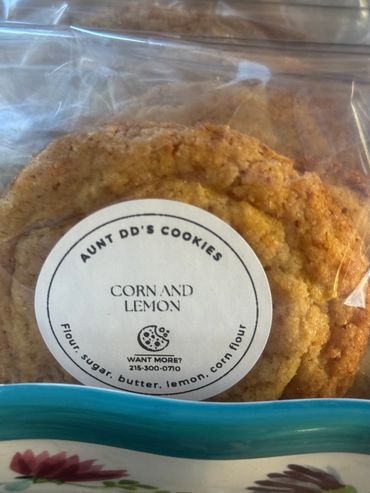 AUNT DD'S COOKIES
CORN AND
LEMON
WANT MORE?
215-300-0710
Flour, sugar, butter, lemon, corn flour